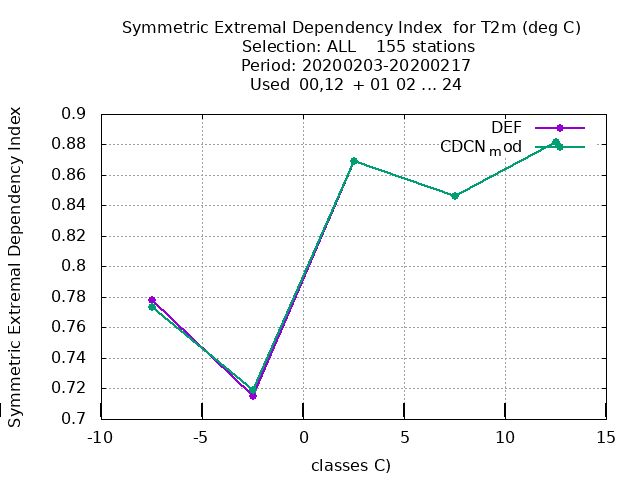 Symmetric Extremal Dependency Index  for T2m (deg C)
Selection: ALL    155 stations
Period: 20200203-20200217
Used  00,12  + 01 02 ... 24
Symmetric Extremal Dependency Index
0.9
0.88
0.86
0.84
0.82
0.8
0.78
0.76
0.74
0.72
0.7
DEF
CDCNmod
-10
-5
0
5
10
15
classes C)